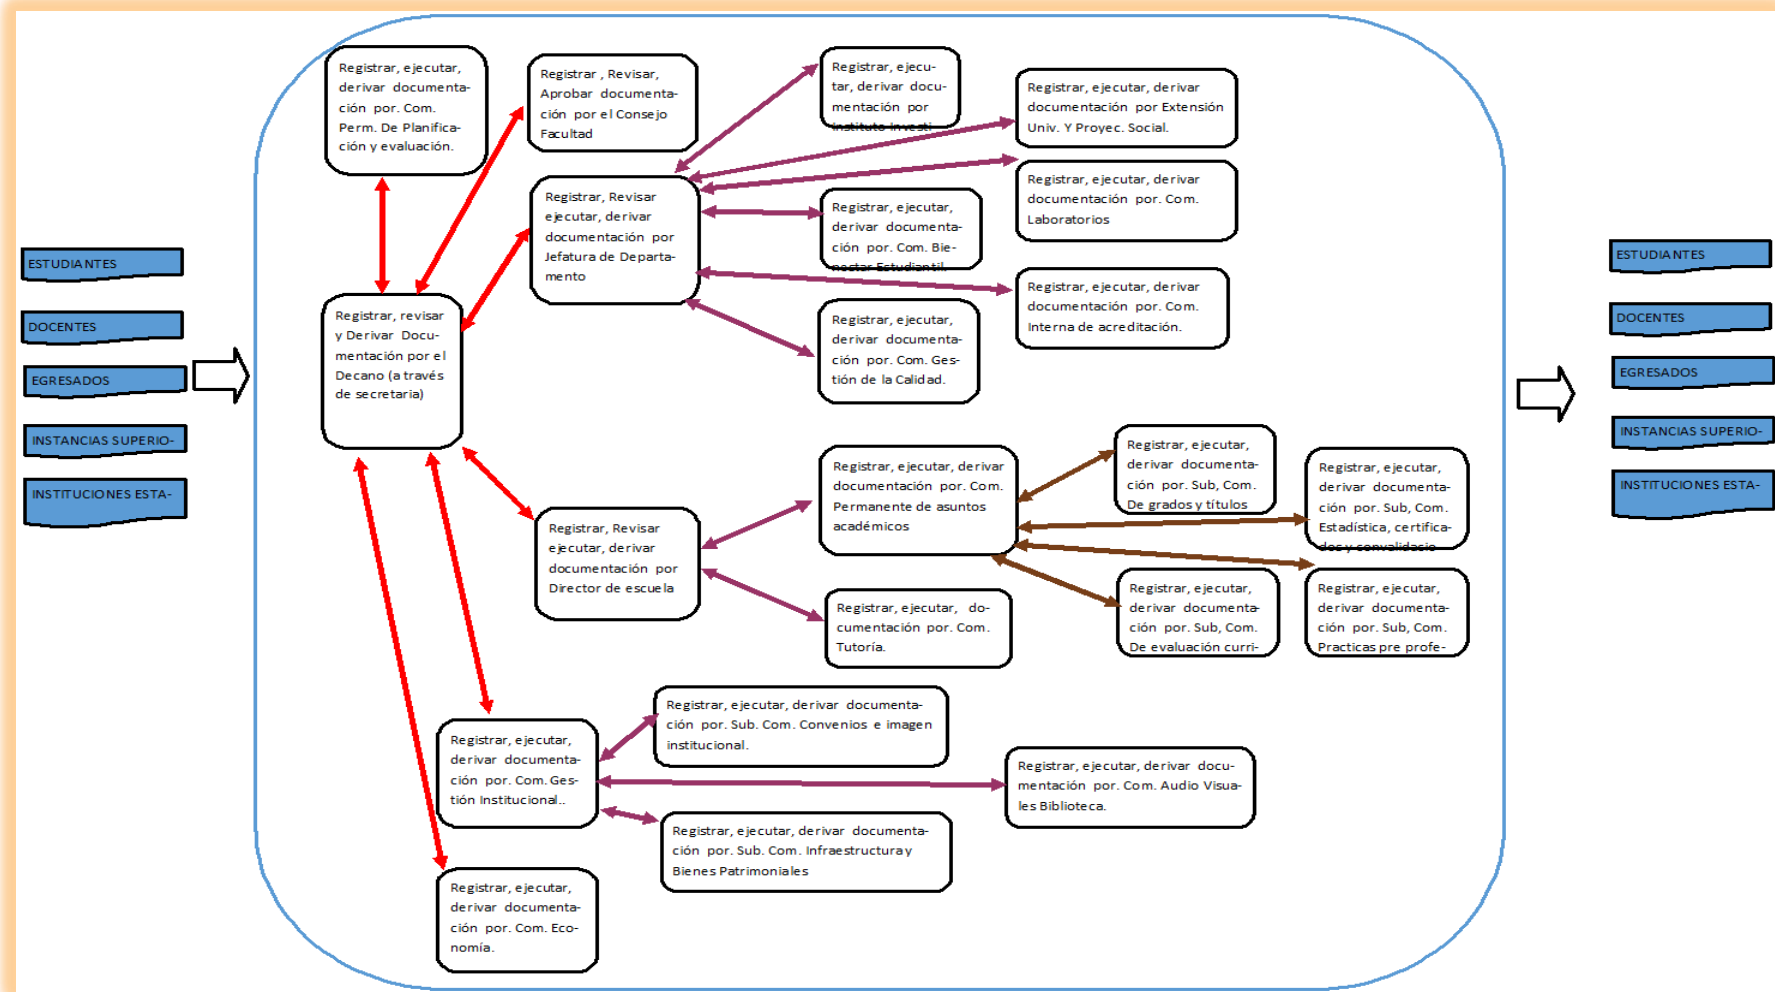 ESTUDIANTES
DOCENTES
EGRESADOS
INSTANCIAS SUPERIO-
INSTITUCIONES ESTA-
Registrar, ejecutar,
derivar documenta-
ción por. Com.
Perm. De Planifica-
ción y evaluación.
Registrar , Revisar,
Aprobar documen-
ción por el Consejo
Facultad
Registrar, revisar
y Derivar Docu-
mentación por el
Decano (a través
de secretaria)
Registrar, Revisar
ejecutar, derivar
documentación por
Jefatura de Departa-
mento
Registrar, ejecu-
tar, derivar docu-
mentación por
Instituto Investi-
Registrar, ejecutar, derivar
documentación por Extensión
Univ. Y Proyec. Social.
Registrar, ejecutar, derivar
documentación por. Com.
Laboratorios
Registrar, ejecutar,
derivar documenta-
ción por. Com. Bie-
nestar Estudiantil.
Registrar, ejecutar, derivar
documentación por. Com.
Interna de acreditación.
Registrar, ejecutar,
derivar documenta-
ción por. Com. Ges-
tión de la Calidad.
Registrar, Revisar
ejecutar, derivar
documentación por
Director de escuela
Registrar, ejecutar, derivar
documentación por. Com.
Permanente de asuntos
académicos
Registrar, ejecutar,
derivar documenta-
ción por. Sub, Com.
De grados y títulos
Registrar, ejecutar,
derivar documenta-
ción por. Sub, Com.
Estadística, certifica-
dos y convalidacio-
Registrar, ejecutar,
derivar documenta-
ción por. Sub, Com.
De evaluación curri-
Registrar, ejecutar,
derivar documenta-
ción por. Sub, Com.
Practicas pre profe-
Registrar, ejecutar, do-
cumentación por. Com.
Tutoría.
Registrar, ejecutar,
derivar documenta-
ción por. Com. Ges-
tión Institucional..
Registrar, ejecutar, derivar documenta-
ción por. Sub. Com. Convenios e imagen
institucional.
Registrar, ejecutar, derivar docu-
mentación por. Com. Audio Visua-
les Biblioteca.
Registrar, ejecutar, derivar documenta-
ción por. Sub. Com. Infraestructura y
Bienes Patrimoniales
Registrar, ejecutar,
derivar documenta-
ción por. Com. Eco-
nomía.
ESTUDIANTES
DOCENTES
EGRESADOS
INSTANCIAS SUPERIO-
INSTITUCIONES ESTA-